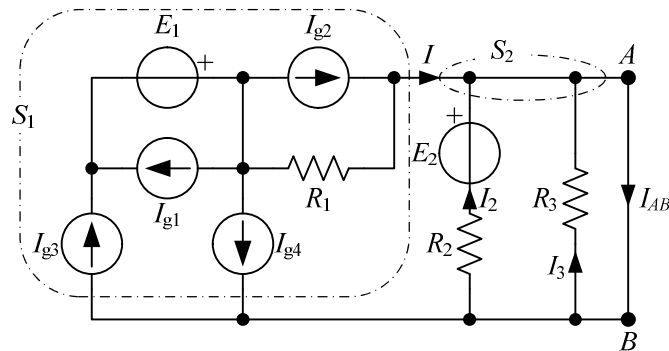 E1
+
Ig2
I
S2
A
S1
+
E2
Ig1
R1
I2
R3
IAB
Ig3
Ig4
R2
I3
B